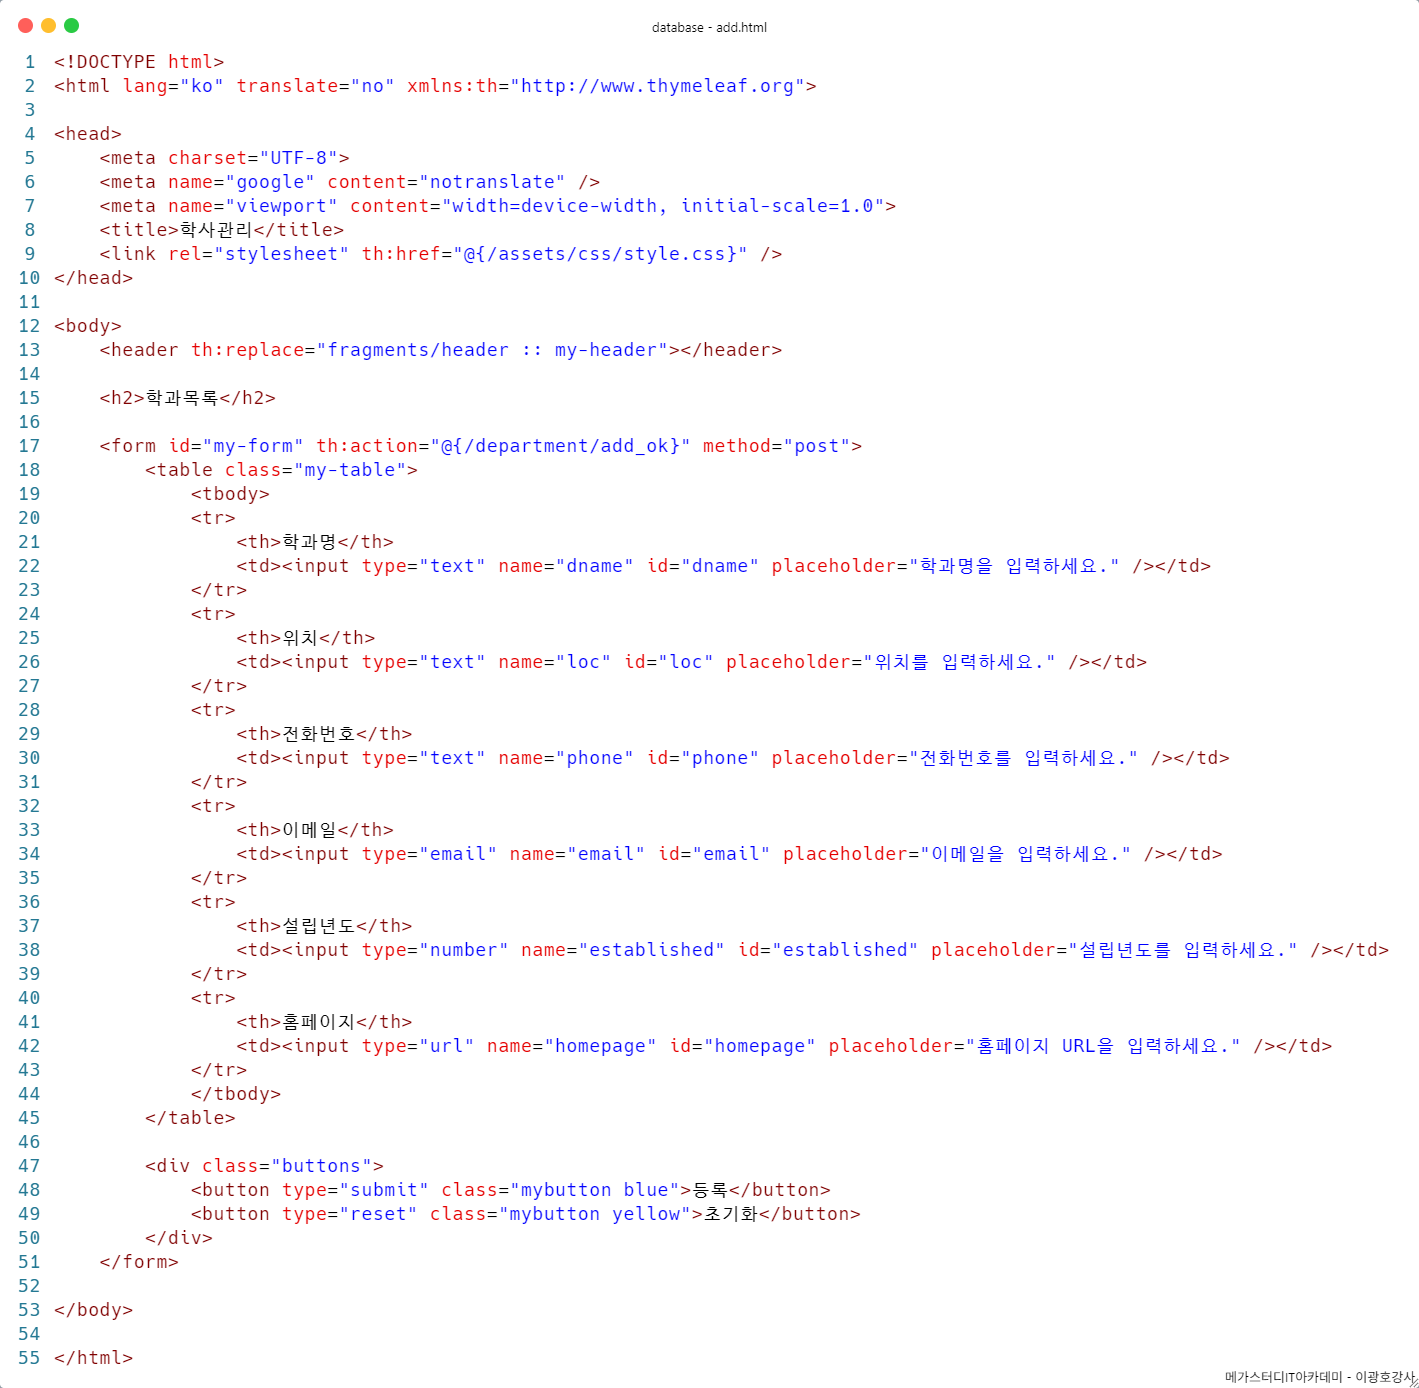 database - add.html
1 <!DOCTYPE html>
2 <html lang="ko" translate="no" xmlns:th="http://www.thymeleaf.org">
3
4 <head>
5     <meta charset="UTF-8">
6     <meta name="google" content="notranslate" />
7     <meta name="viewport" content="width=device-width, initial-scale=1.0">
8     <title>학사관리</title>
9     <link rel="stylesheet" th:href="@{/assets/css/style.css}" />
10 </head>
11
12 <body>
13     <header th:replace="fragments/header :: my-header"></header>
14
15     <h2>학과목록</h2>
16
17     <form id="my-form" th:action="@{/department/add_ok}" method="post">
18         <table class="my-table">
19             <tbody>
20             <tr>
21                 <th>학과명</th>
22                 <td><input type="text" name="dname" id="dname" placeholder="학과명을 입력하세요." /></td>
23             </tr>
24             <tr>
25                 <th>위치</th>
26                 <td><input type="text" name="loc" id="loc" placeholder="위치를 입력하세요." /></td>
27             </tr>
28             <tr>
29                 <th>전화번호</th>
30                 <td><input type="text" name="phone" id="phone" placeholder="전화번호를 입력하세요." /></td>
31             </tr>
32             <tr>
33                 <th>이메일</th>
34                 <td><input type="email" name="email" id="email" placeholder="이메일을 입력하세요." /></td>
35             </tr>
36             <tr>
37                 <th>설립년도</th>
38                 <td><input type="number" name="established" id="established" placeholder="설립년도를 입력하세요." /></td>
39             </tr>
40             <tr>
41                 <th>홈페이지</th>
42                 <td><input type="url" name="homepage" id="homepage" placeholder="홈페이지 URL을 입력하세요." /></td>
43             </tr>
44             </tbody>
45         </table>
46
47         <div class="buttons">
48             <button type="submit" class="mybutton blue">등록</button>
49             <button type="reset" class="mybutton yellow">초기화</button>
50         </div>
51     </form>
52
53 </body>
54
55 </html>
메가스터디IT아카데미 - 이광호강사